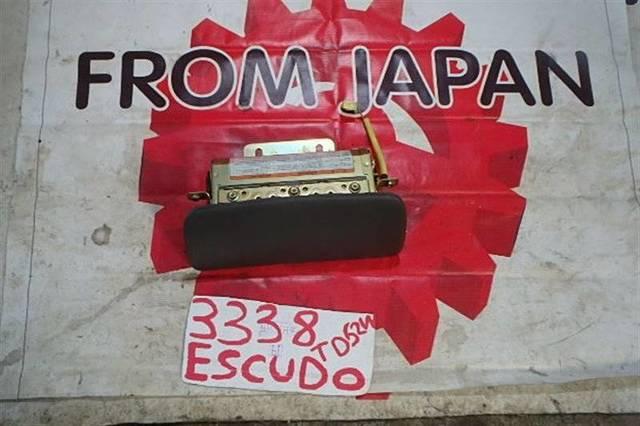 FROM JAPAN
3338
TD52W
ESCUDO